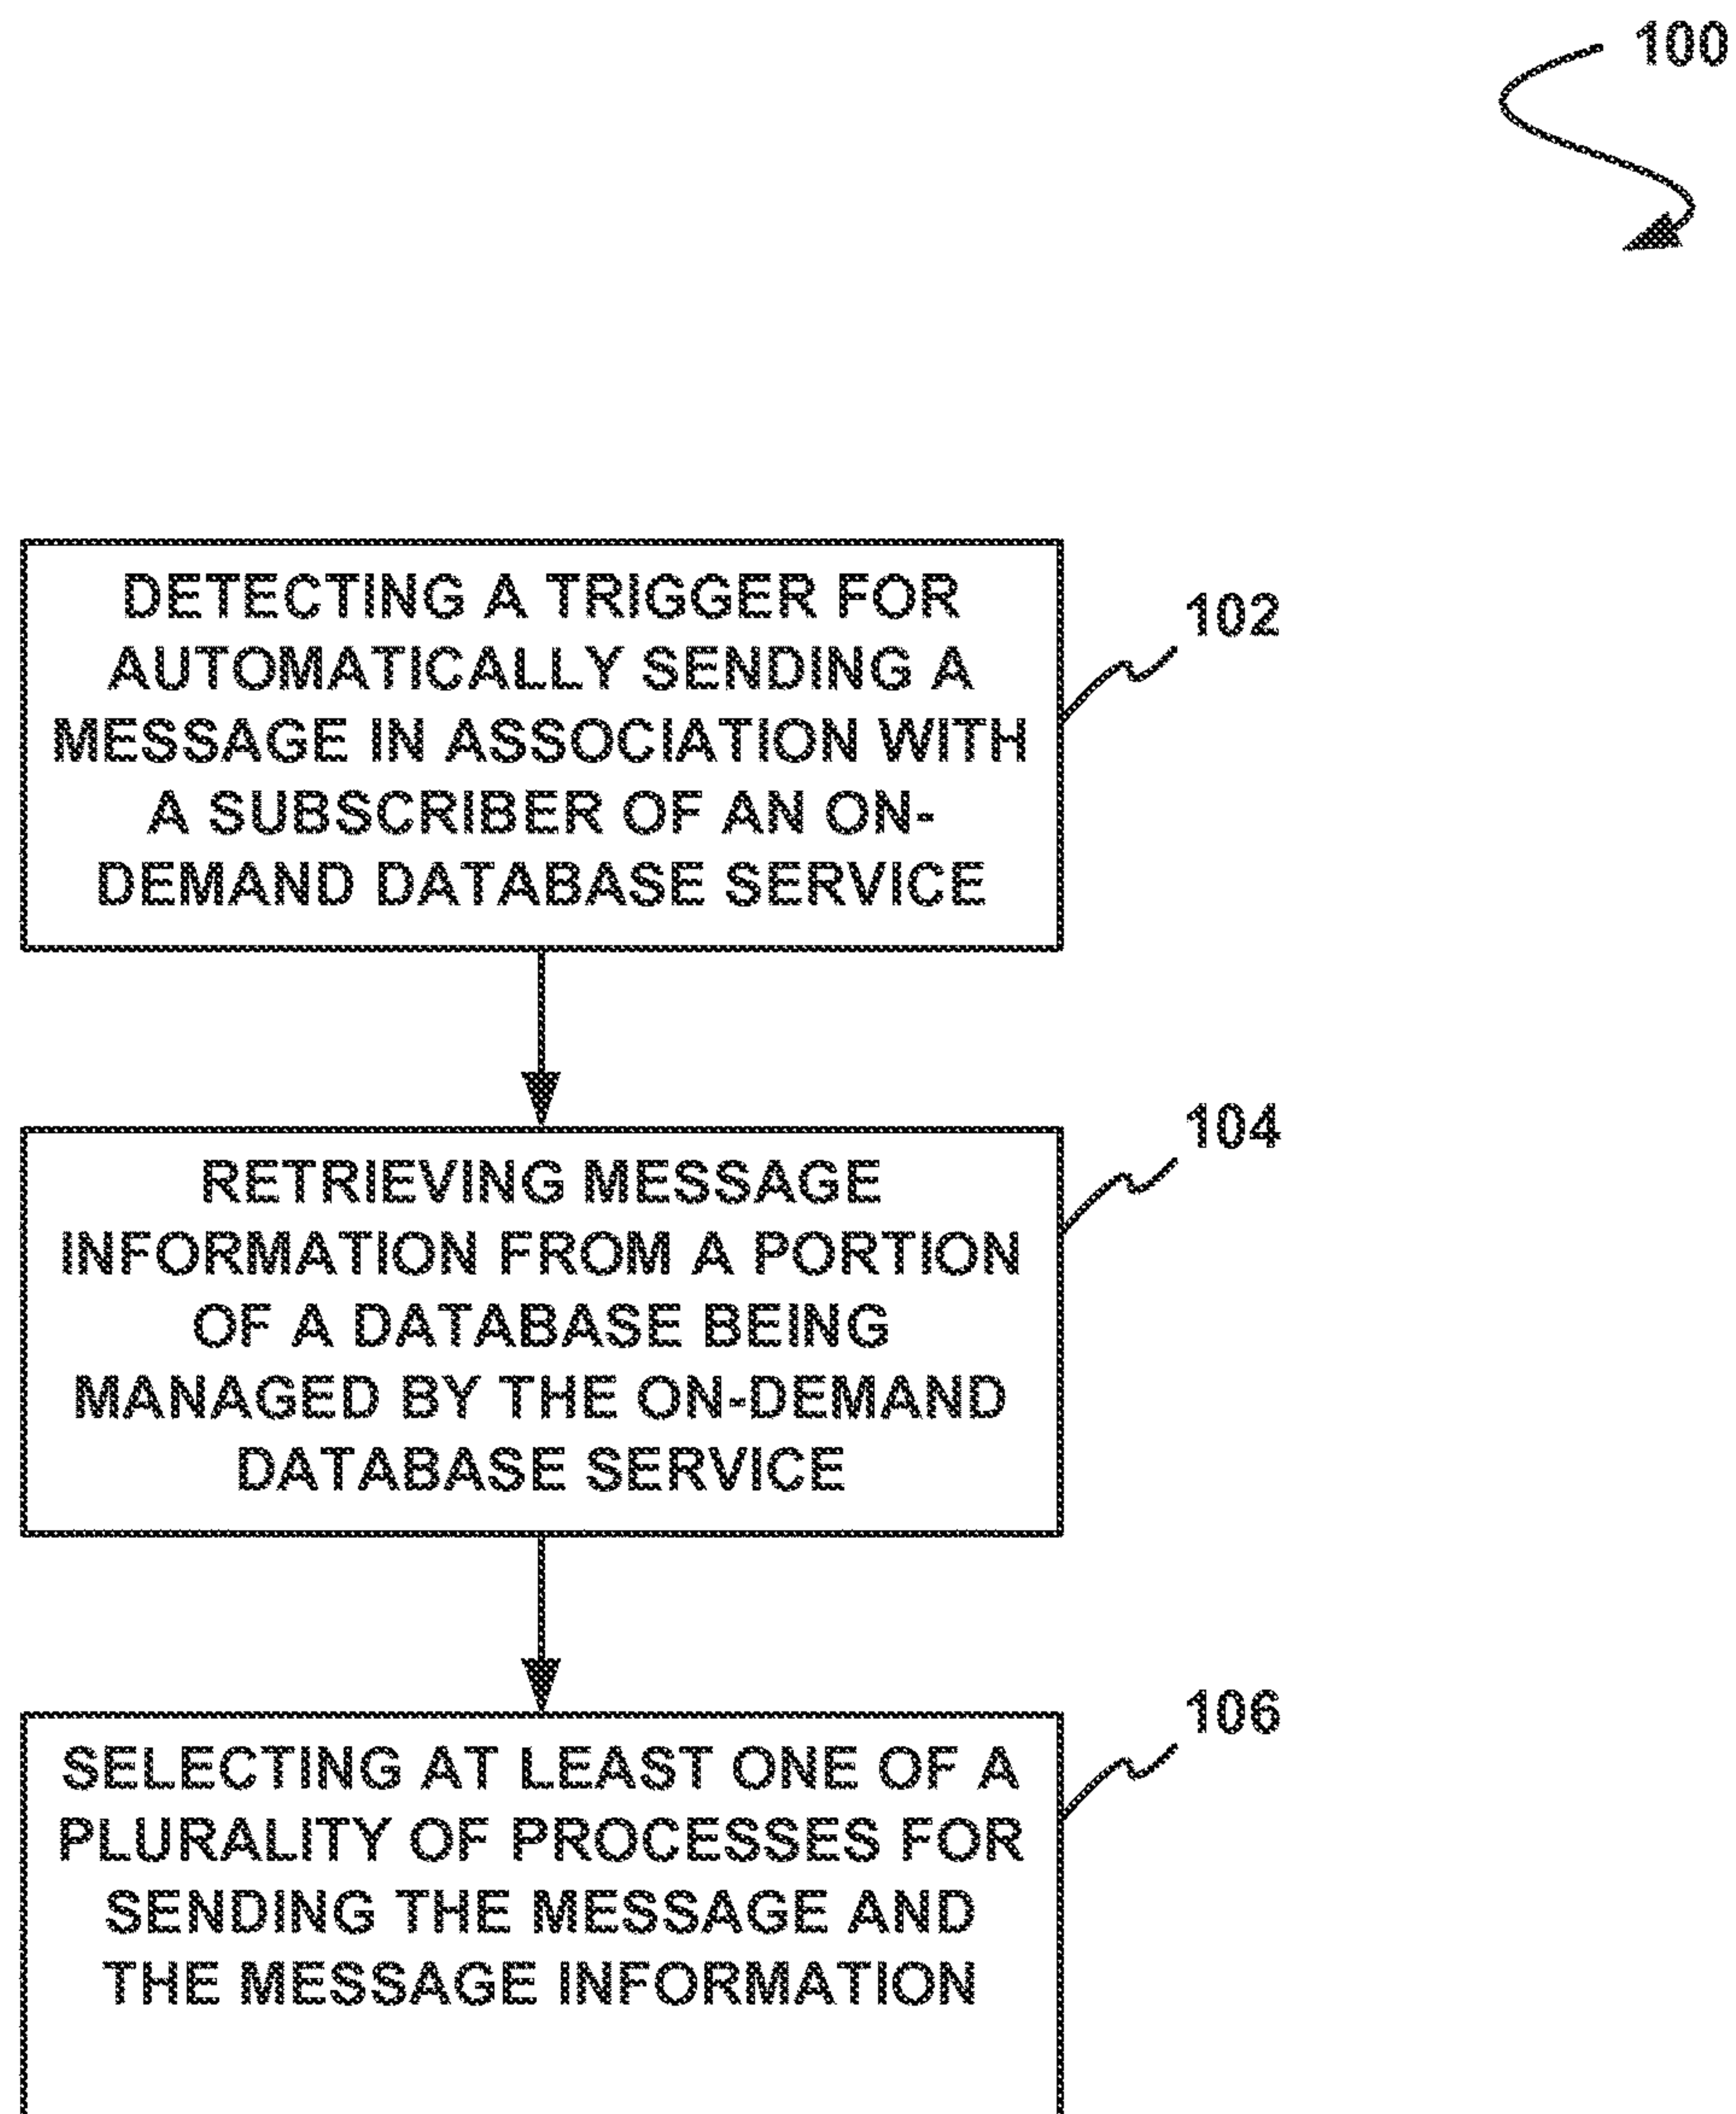 100
DETECTING A TRIGGER FOR
AUTOMATICALLY SENDING A
MESSAGE IN ASSOCIATION WITH
A SUBSCRIBER OF AN ON-
DEMAND DATABASE SERVICE
102
RETRIEVING MESSAGE
INFORMATION FROM A PORTION
OF A DATABASE BEING
MANAGED BY THE ON-DEMAND
DATABASE SERVICE
104
SELECTING AT LEAST ONE OF A
PLURALITY OF PROCESSES FOR
SENDING THE MESSAGE AND
THE MESSAGE INFORMATION
106